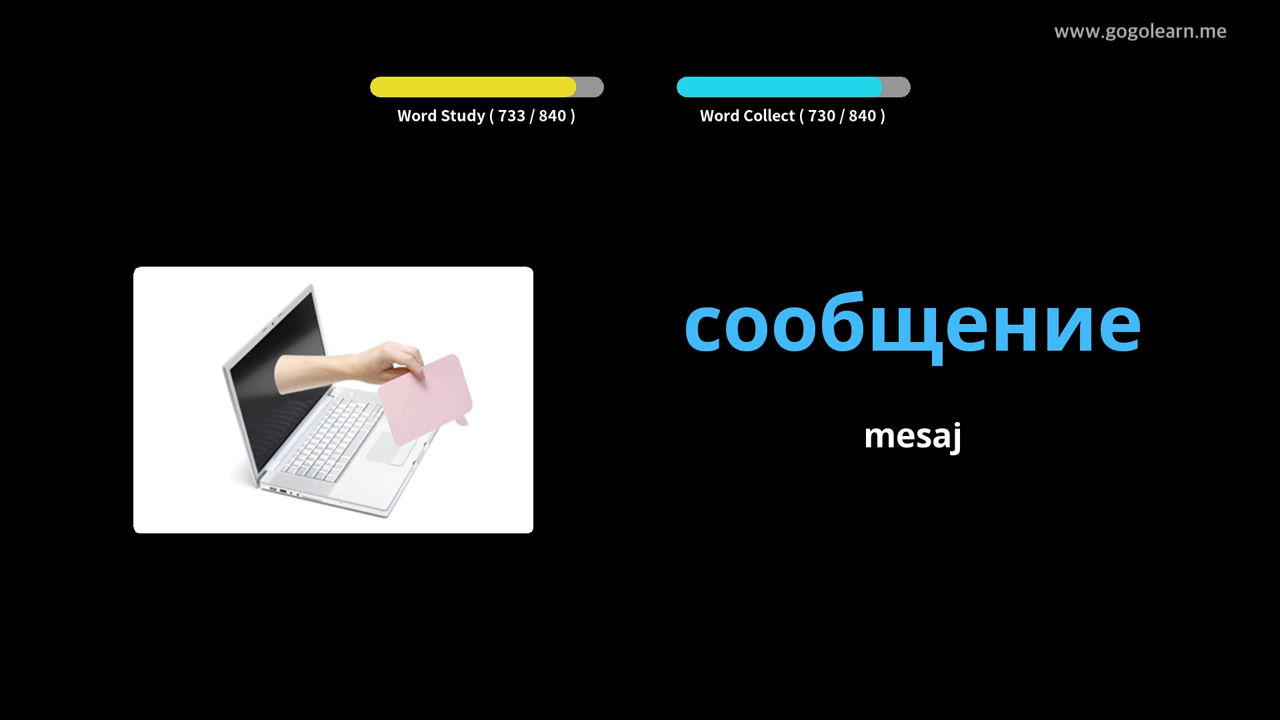 www.gogolearn.me
Word Study ( 733 / 840 )
Word Collect ( 730 / 840 )
сообщение
mesaj